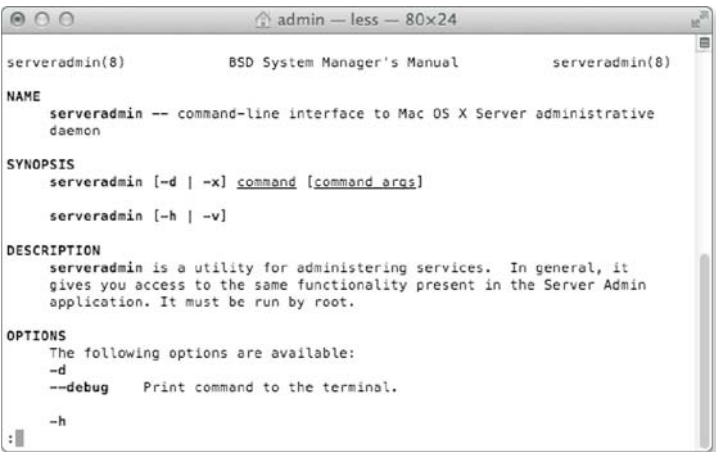 admin — less — 80×24
serveradmin(8) BSD System Manager's Manual serveradmin(8)
NAME
serveradmin -- command-line interface to Mac OS X Server administrative
daemon
SYNOPSIS
serveradmin [-d | -x] command [command args]
serveradmin [-h | -v]
DESCRIPTION
serveradmin is a utility for administering services. In general, it
gives you access to the same functionality present in the Server Admin
application. It must be run by root.
OPTIONS
The following options are available:
-d
--debug Print command to the terminal.
-h
: